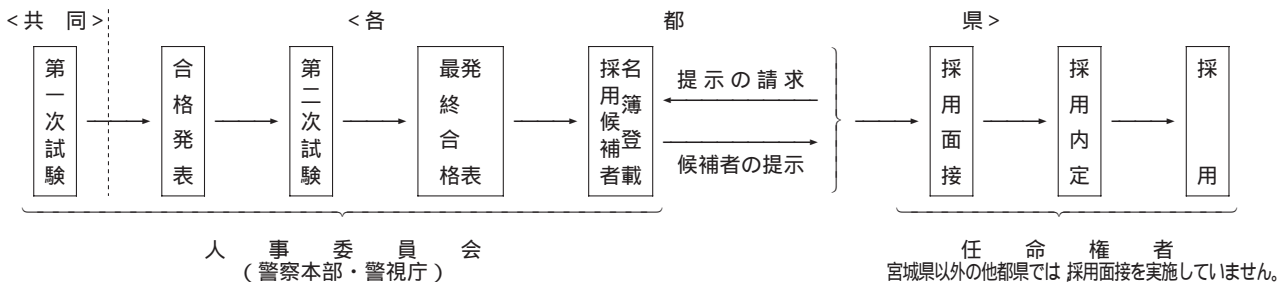 <共 同>
<各 都 県>
第一次試験
合格発表
第二次試験
最終合格
発表
採用候補者
名簿登載
提示の請求
候補者の提示
採用面接
採用内定
採用
人事委員会
(警察本部・警視庁)
任命権者
宮城県以外の他都県では 採用面接を実施していません。